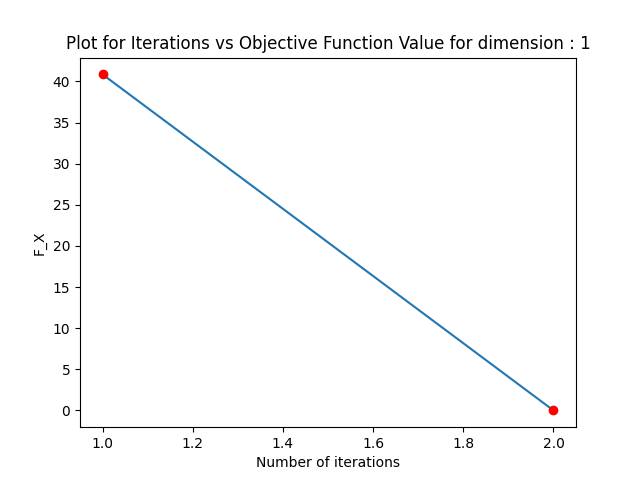 Plot for Iterations vs Objective Function Value for dimension : 1
40
35
30
25
20
15
10
5
0
F_X
1.0 1.2 1.4 1.6 1.8 2.0
Number of iterations